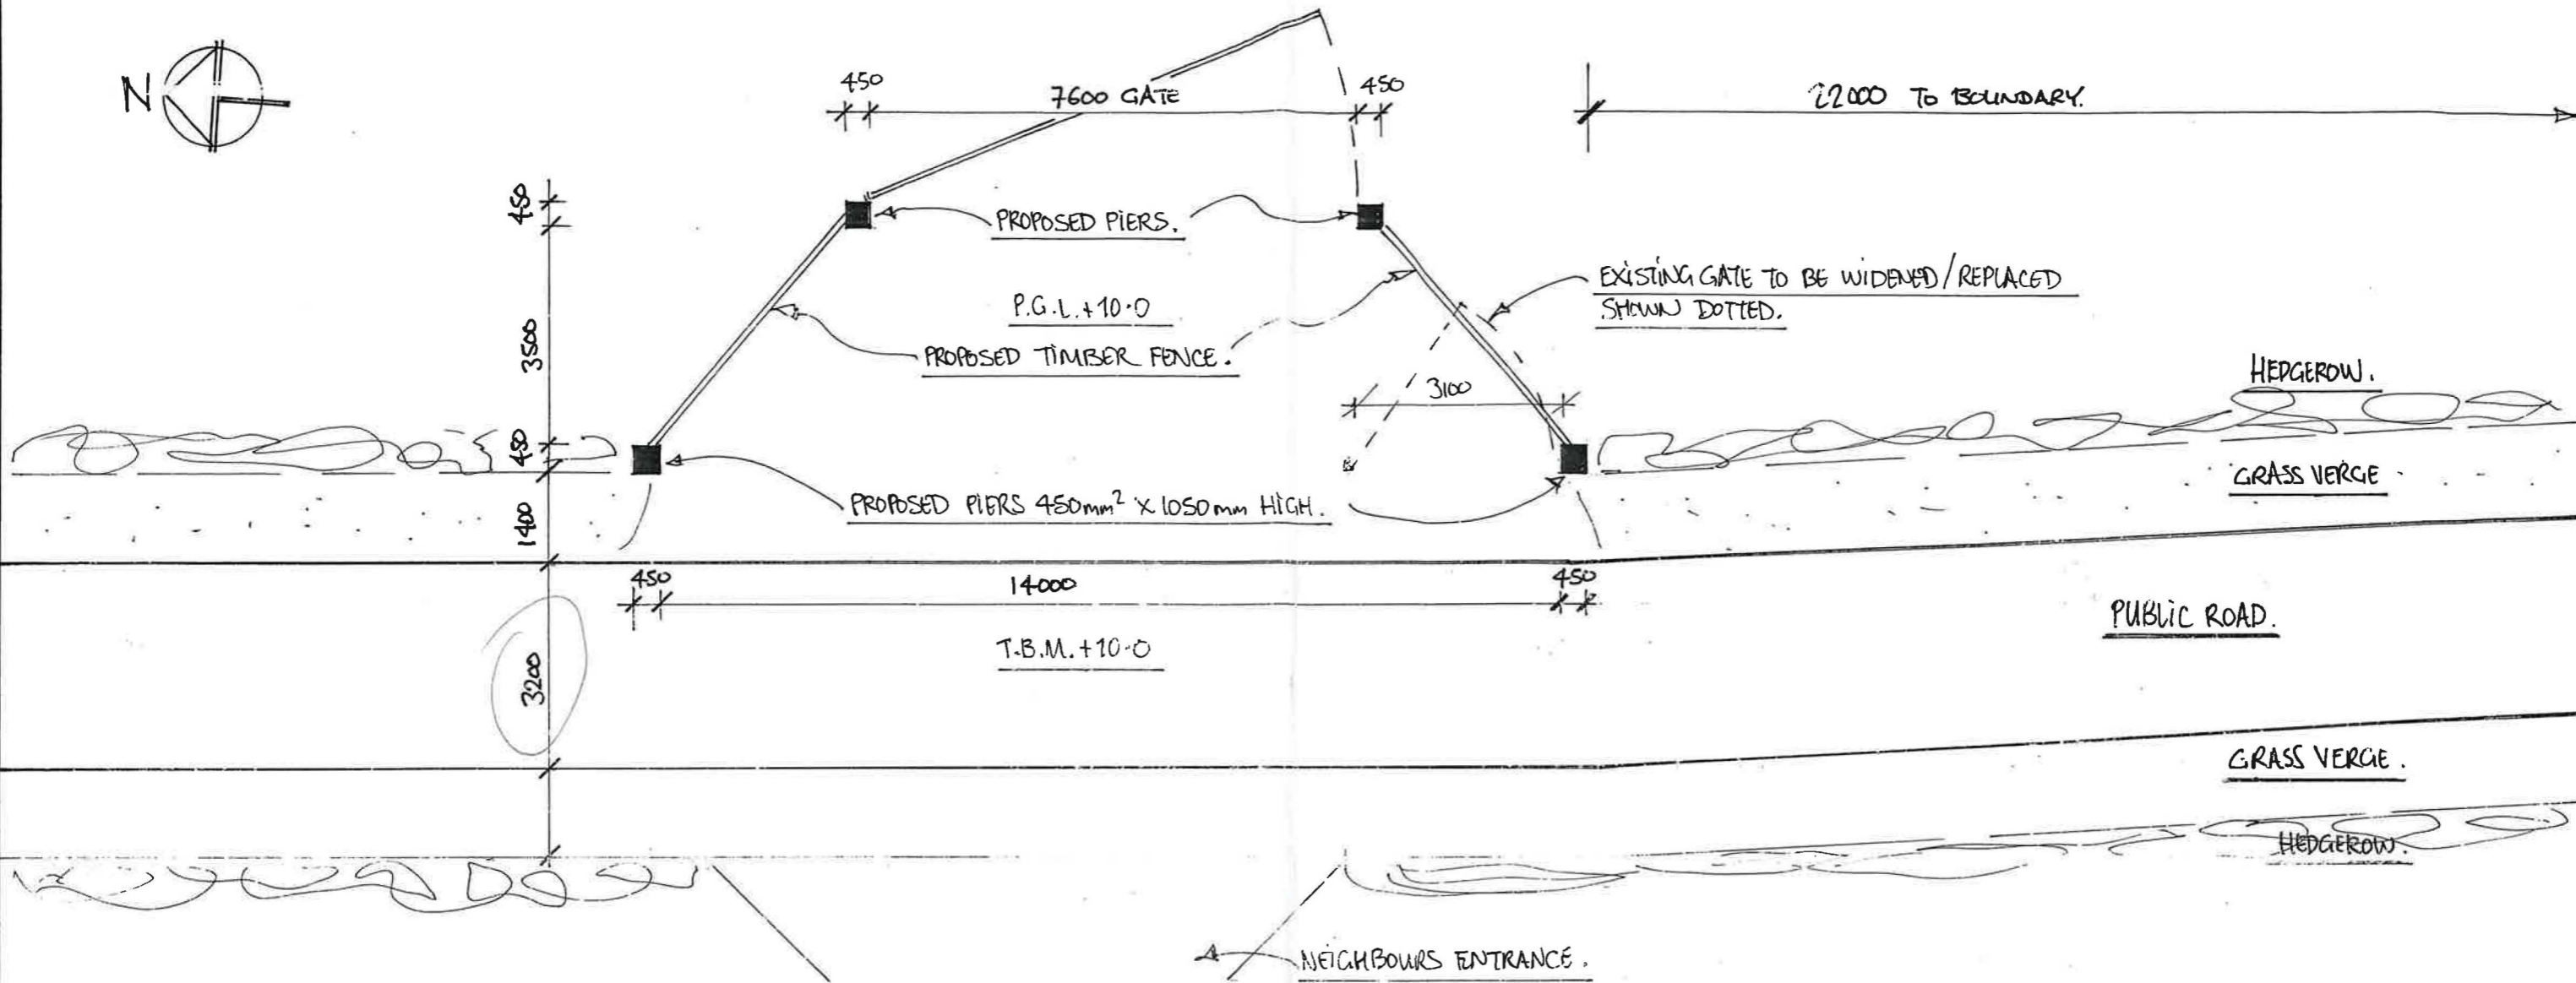 N
450
7600 GATE
450
22000 TO BOUNDARY.
450
PROPOSED PIERS.
EXISTING GATE TO BE WIDENED/REPLACED
SHOWN DOTTED.
P.G.L. +10.0
3500
PROPOSED TIMBER FENCE.
3100
HEDGEROW.
450
GRASS VERGE
PROPOSED PIERS 450mm² X 1050mm HIGH.
1400
450
14000
450
PUBLIC ROAD.
T.B.M. +10.0
3200
GRASS VERGE.
HEDGEROW.
NEIGHBOURS ENTRANCE.